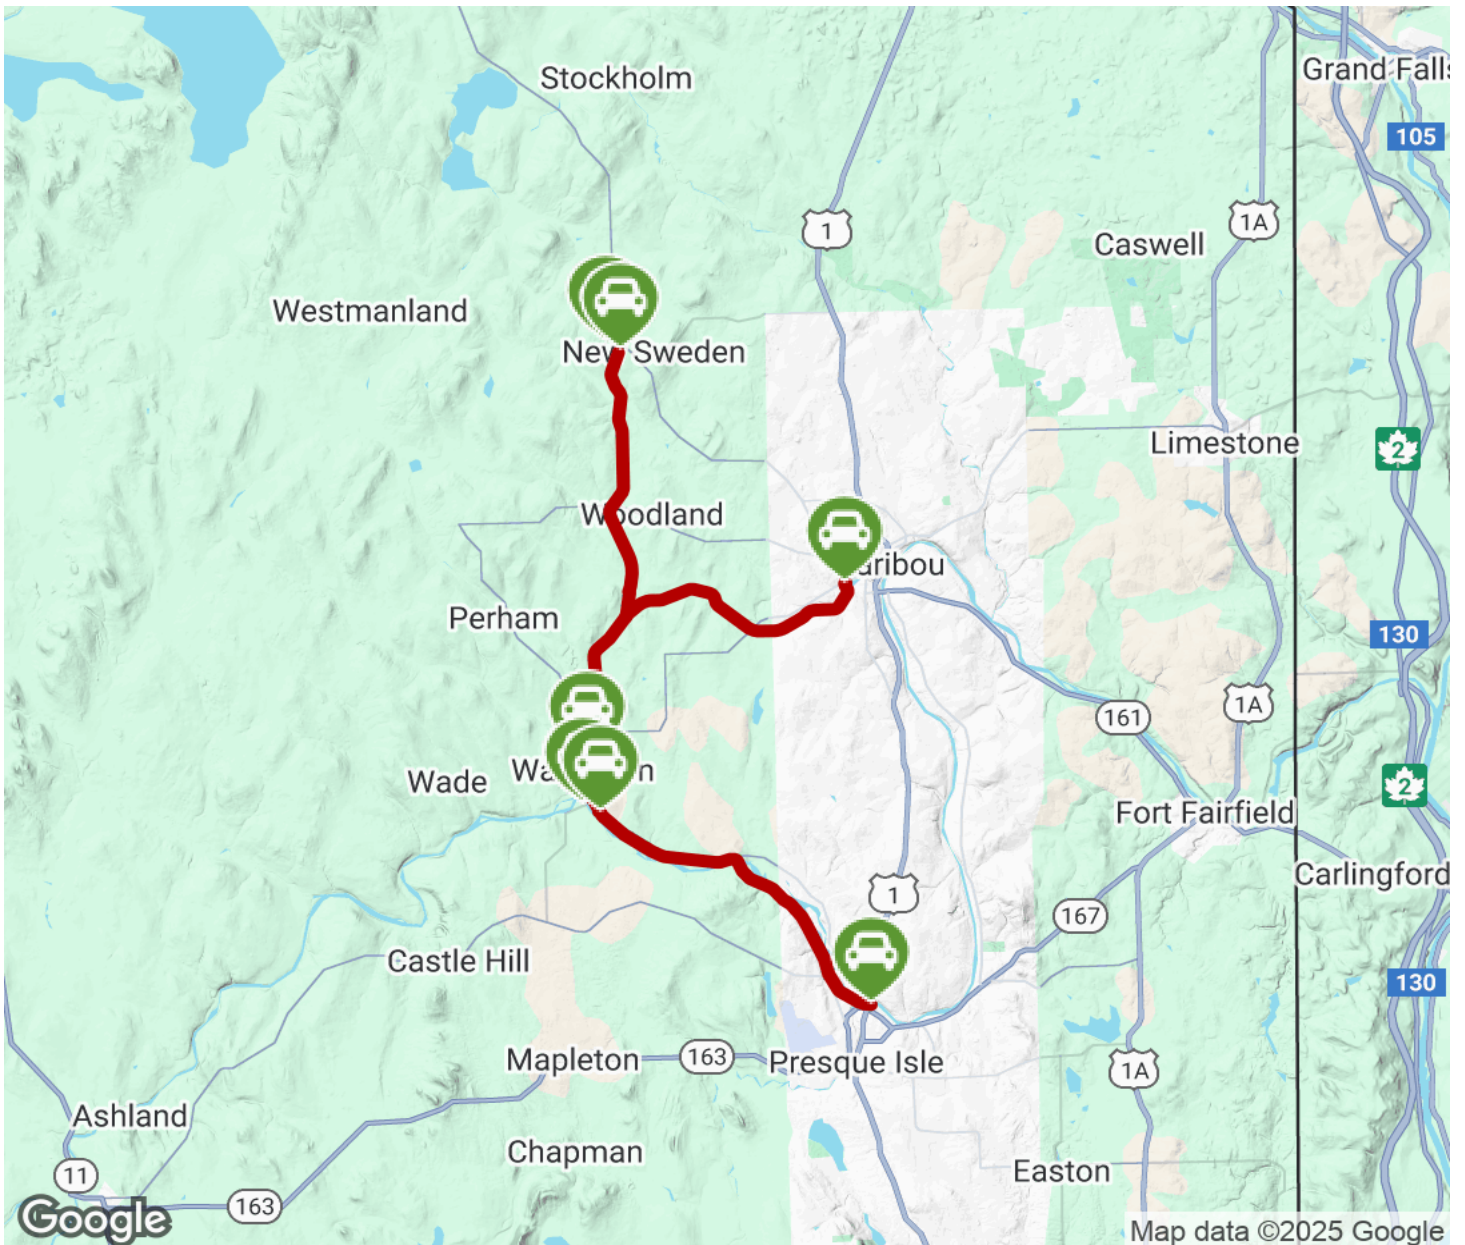 Stockholm
Grand Falls
105
1
1A
Caswell
Westmanland
New Sweden
2
Limestone
Woodland
Caribou
Perham
130
161
1A
Wade
2
Fort Fairfield
Carlingford
1
167
Castle Hill
130
Mapleton
163
Presque Isle
1A
Ashland
Chapman
Easton
11
163
Google
Map data ©2025 Google